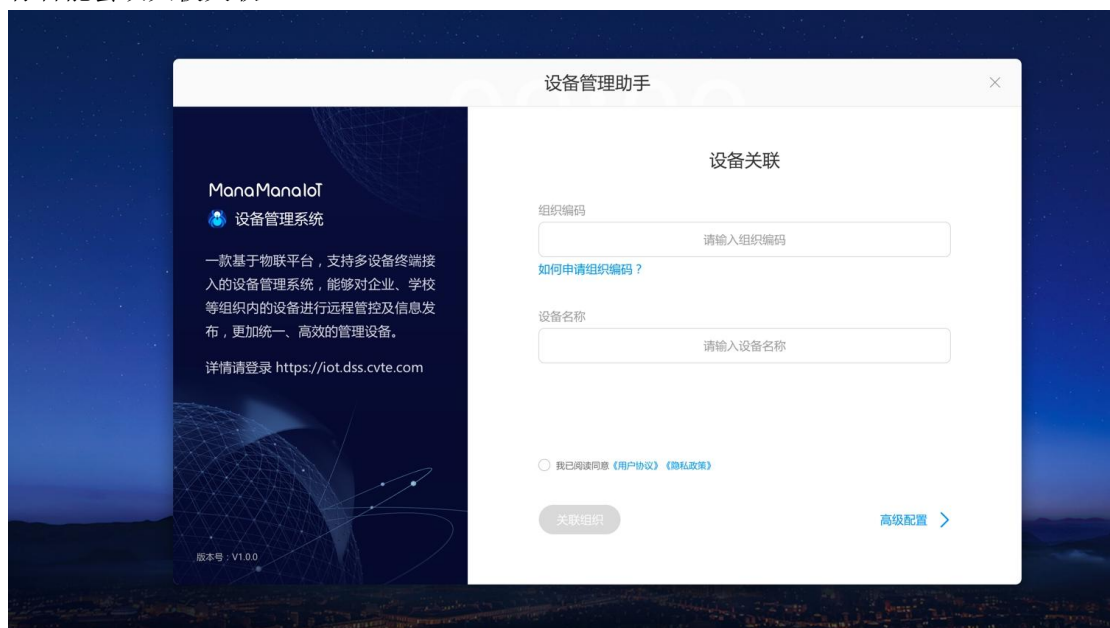 设备管理助手
ManaManaIoT
设备管理系统
一款基于物联平台，支持多设备终端接
入的设备管理系统，能够对企业、学校
等组织内的设备进行远程管控及信息发
布，更加统一、高效的管理设备。
详情请登录 https://iot.dss.cvte.com
版本号：V1.0.0
设备关联
组织编码
请输入组织编码
如何申请组织编码？
设备名称
请输入设备名称
我已阅读同意《用户协议》《隐私政策》
关联组织
高级配置